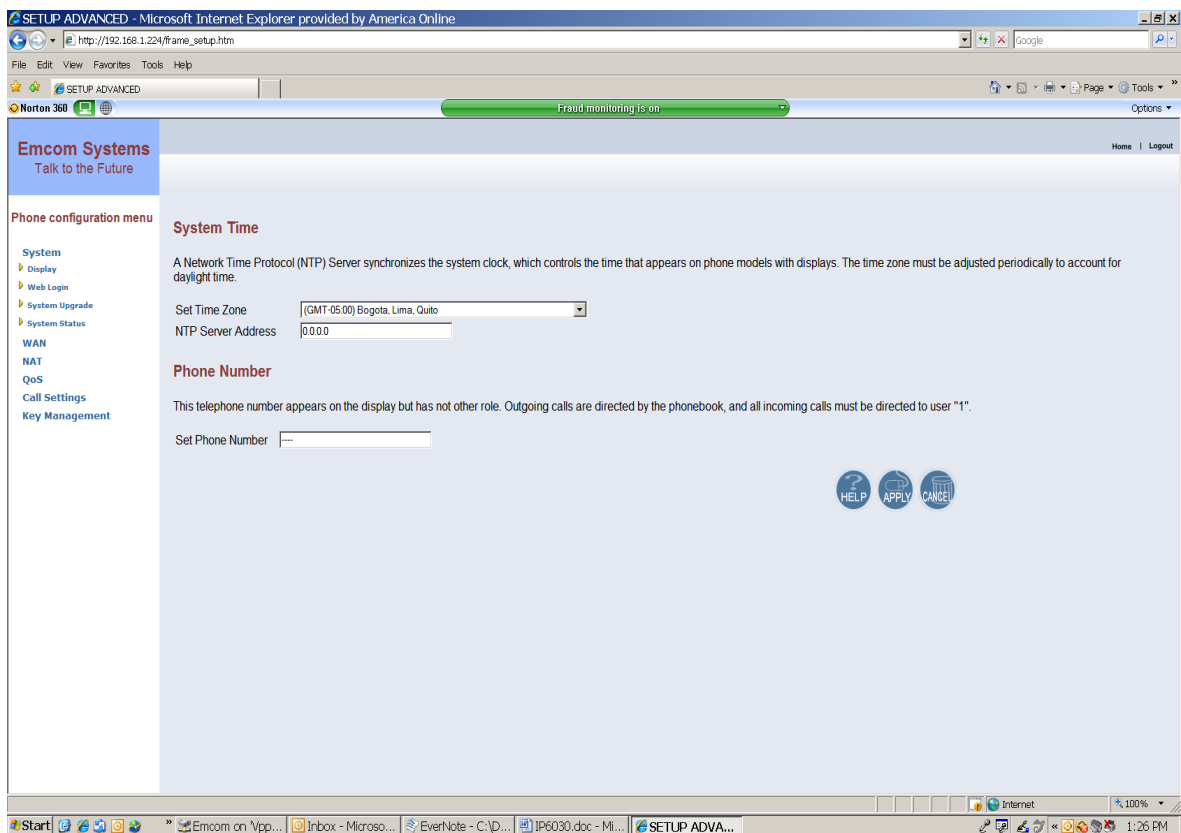 SETUP ADVANCED - Microsoft Internet Explorer provided by America Online
http://192.168.1.224/frame_setup.htm
Google
File Edit View Favorites Tools Help
SETUP ADVANCED
Page Tools »
Norton 360
Fraud monitoring is on
Options
Emcom Systems
Talk to the Future
Home | Logout
Phone configuration menu
System
Display
Web Login
System Upgrade
System Status
WAN
NAT
QoS
Call Settings
Key Management
System Time
A Network Time Protocol (NTP) Server synchronizes the system clock, which controls the time that appears on phone models with displays. The time zone must be adjusted periodically to account for
daylight time.
Set Time Zone (GMT-05:00) Bogota, Lima, Quito
NTP Server Address 0.0.0.0
Phone Number
This telephone number appears on the display but has not other role. Outgoing calls are directed by the phonebook, and all incoming calls must be directed to user "1".
Set Phone Number ----
HELP APPLY CANCEL
Internet 100%
Start » Emcom on 'Vpp... Inbox - Microso... EverNote - C:\D... IP6030.doc - Mi... SETUP ADVA... « 1:26 PM